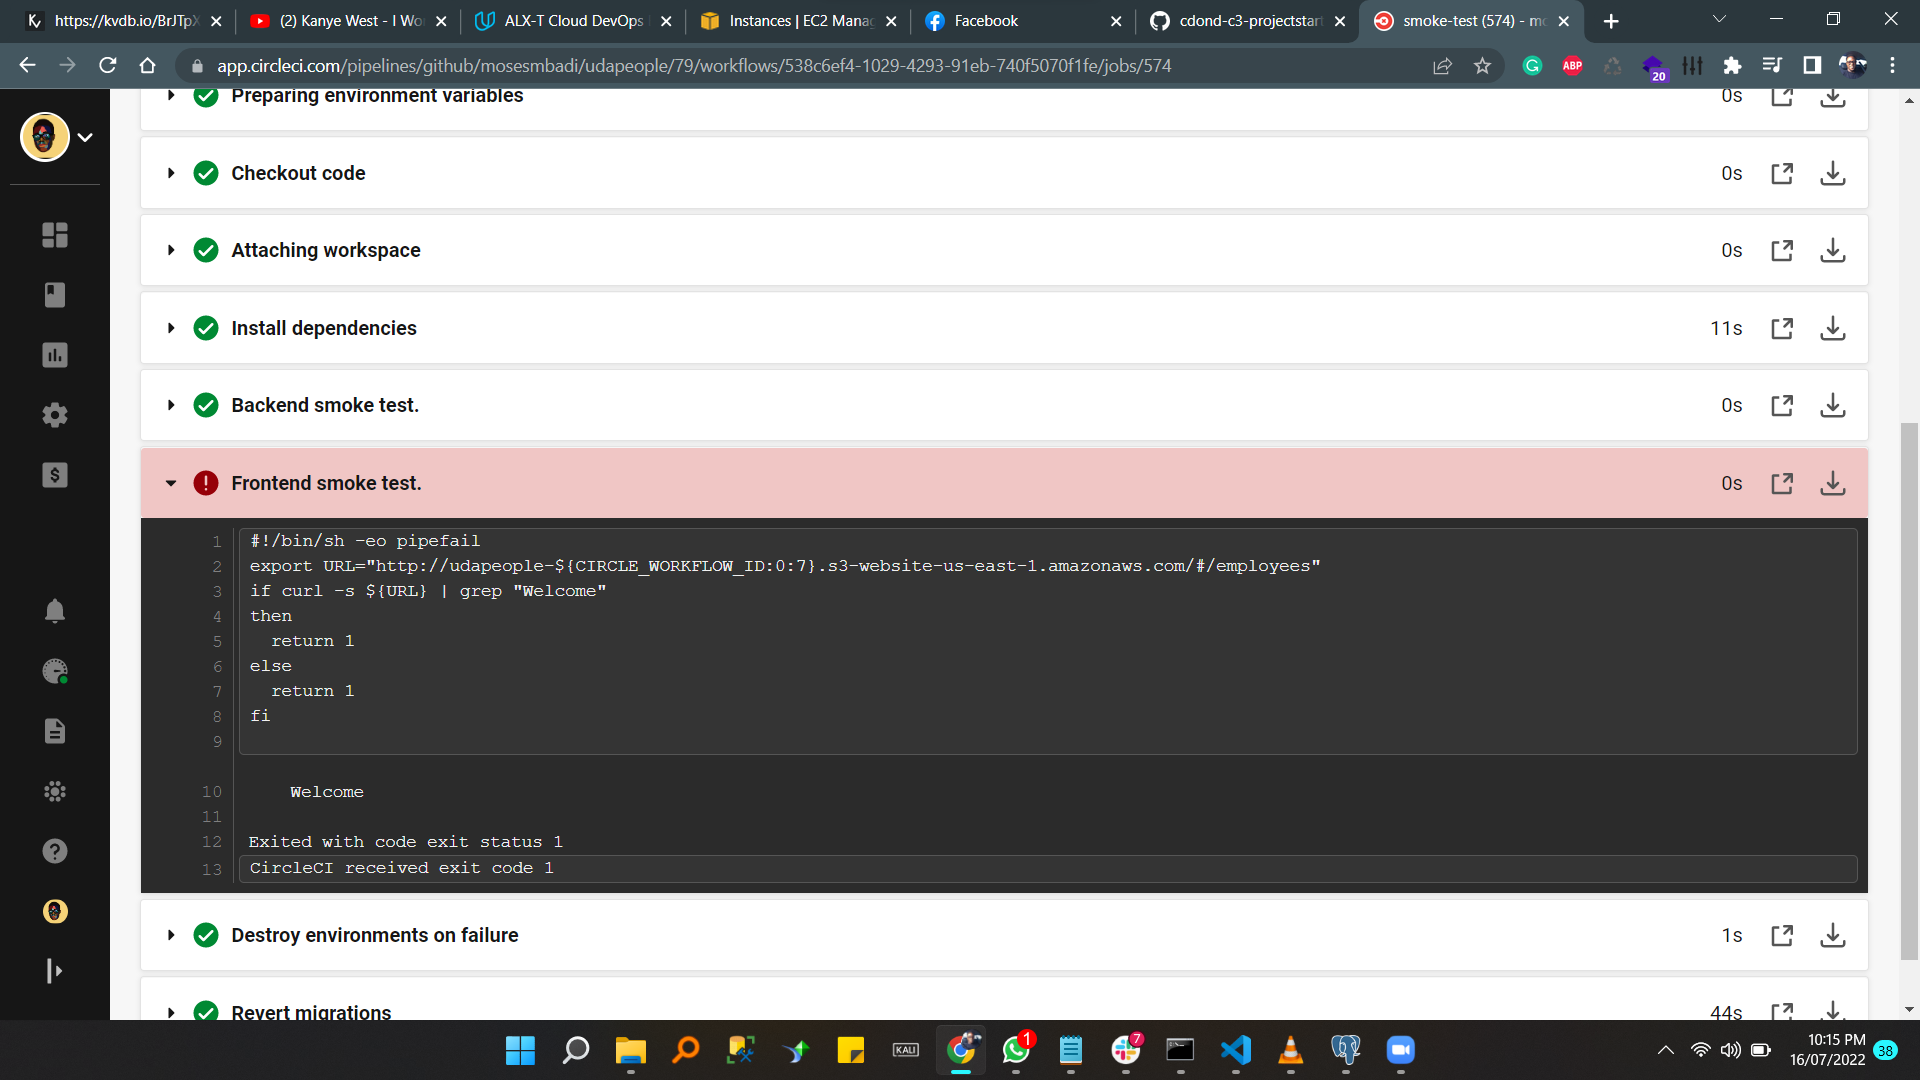 https://kvdb.io/BrJTpX
(2) Kanye West - I Wo
ALX-T Cloud DevOps
Instances | EC2 Manag
Facebook
cdond-c3-projectstart
smoke-test (574) - mo
app.circleci.com/pipelines/github/mosesmbadi/udapeople/79/workflows/538c6ef4-1029-4293-91eb-740f5070f1fe/jobs/574
ABP
20
Preparing environment variables
0s
Checkout code
0s
Attaching workspace
0s
Install dependencies
11s
Backend smoke test.
0s
Frontend smoke test.
0s
1 #!/bin/sh -eo pipefail
2 export URL="http://udapeople-${CIRCLE_WORKFLOW_ID:0:7}.s3-website-us-east-1.amazonaws.com/#/employees"
3 if curl -s ${URL} | grep "Welcome"
4 then
5 return 1
6 else
7 return 1
8 fi
9
10 Welcome
11
12 Exited with code exit status 1
13 CircleCI received exit code 1
Destroy environments on failure
1s
Revert migrations
44s
KALI
1
7
10:15 PM
16/07/2022
38